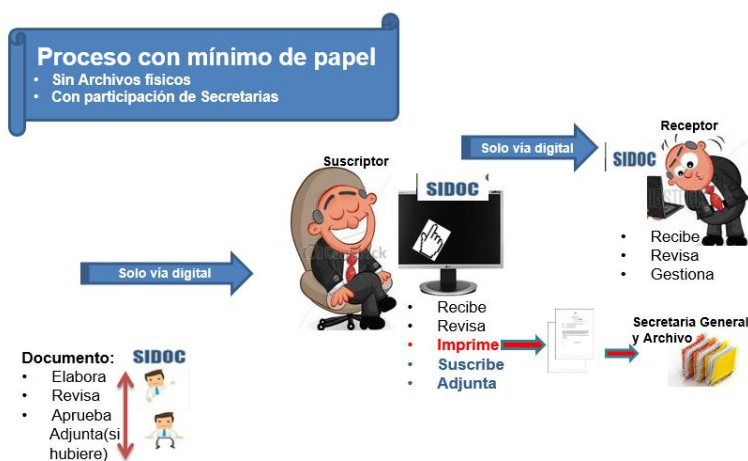 Proceso con mínimo de papel
• Sin Archivos fisicos
• Con participación de Secretarias
Receptor
Solo vía digital
SIDOC
Suscriptor
SIDOC
• Recibe
• Revisa
• Gestiona
Solo vía digital
• Recibe
• Revisa
• Imprime
• Suscribe
• Adjunta
Secretaria General
y Archivo
Documento: SIDOC
• Elabora
• Revisa
• Aprueba
Adjunta(si
hubiere)